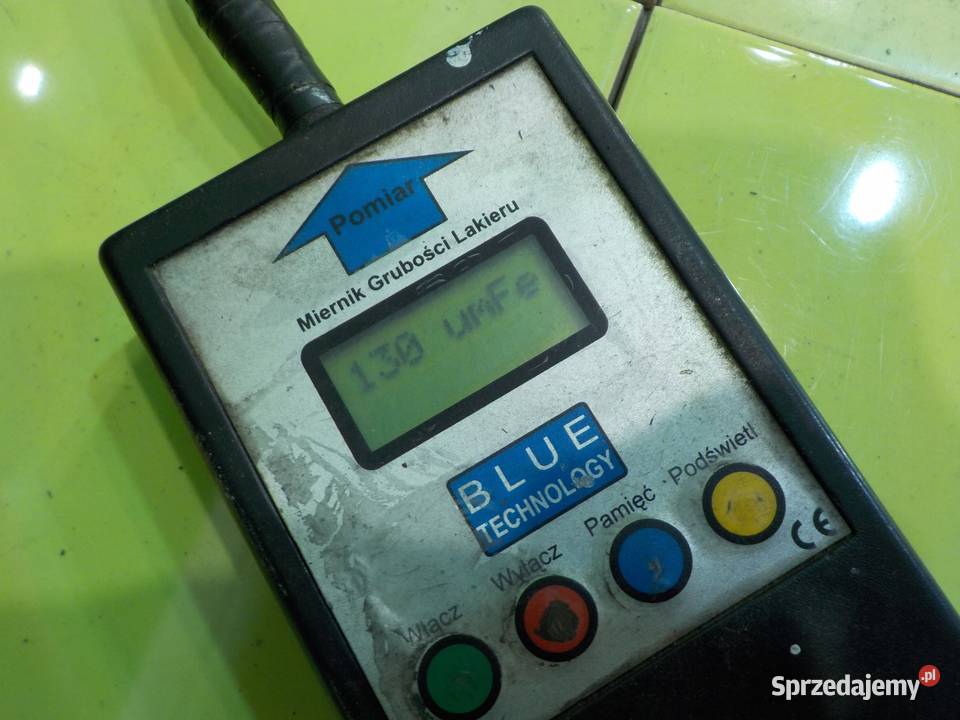 Pomiar
Miernik Grubości Lakieru
130 umFe
BLUE
TECHNOLOGY
Włącz
Wyłącz
Pamięć
Podświetl
CE
Sprzedajemy.pl